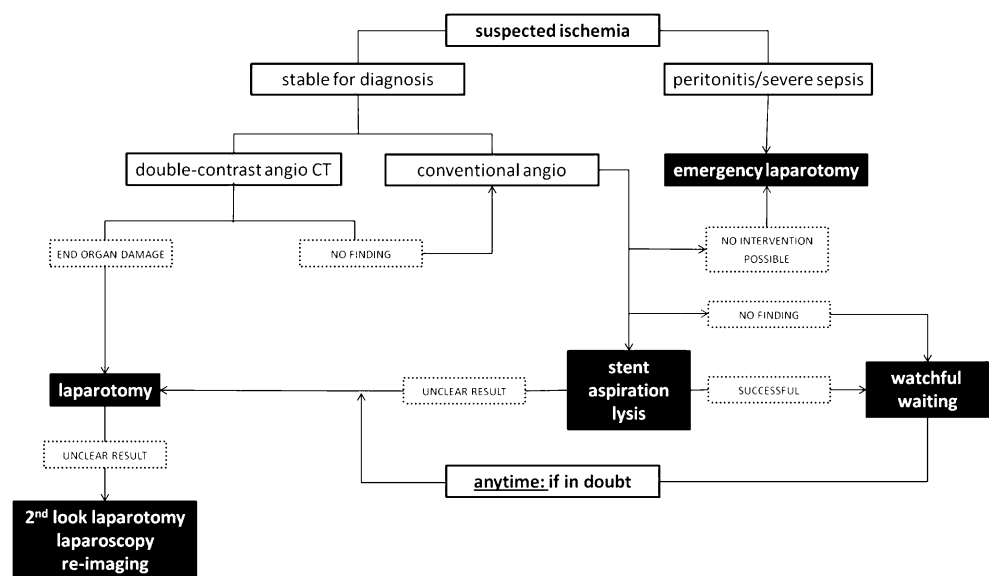 suspected ischemia
stable for diagnosis
peritonitis/severe sepsis
double-contrast angio CT
conventional angio
emergency laparotomy
END ORGAN DAMAGE
NO FINDING
NO INTERVENTION
POSSIBLE
NO FINDING
laparotomy
UNCLEAR RESULT
stent
aspiration
lysis
SUCCESSFUL
watchful
waiting
UNCLEAR RESULT
anytime: if in doubt
2nd look laparotomy
laparoscopy
re-imaging